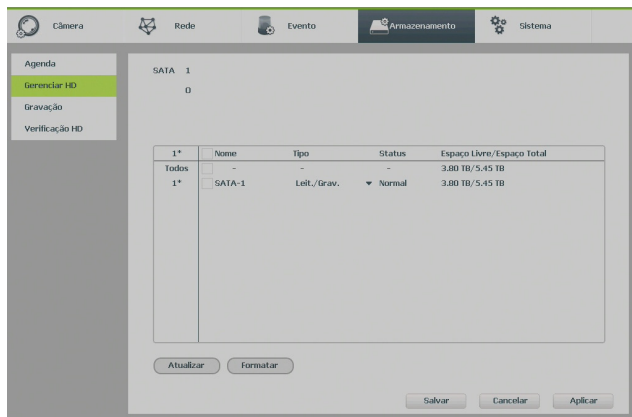 Câmera Rede Evento Armazenamento Sistema
Agenda
Gerenciar HD
Gravação
Verificação HD
SATA 1
0
1* Nome Tipo Status Espaço Livre/Espaço Total
Todos - - - 3.80 TB/5.45 TB
1* SATA-1 Leit./Grav. Normal 3.80 TB/5.45 TB
Atualizar Formatar
Salvar Cancelar Aplicar